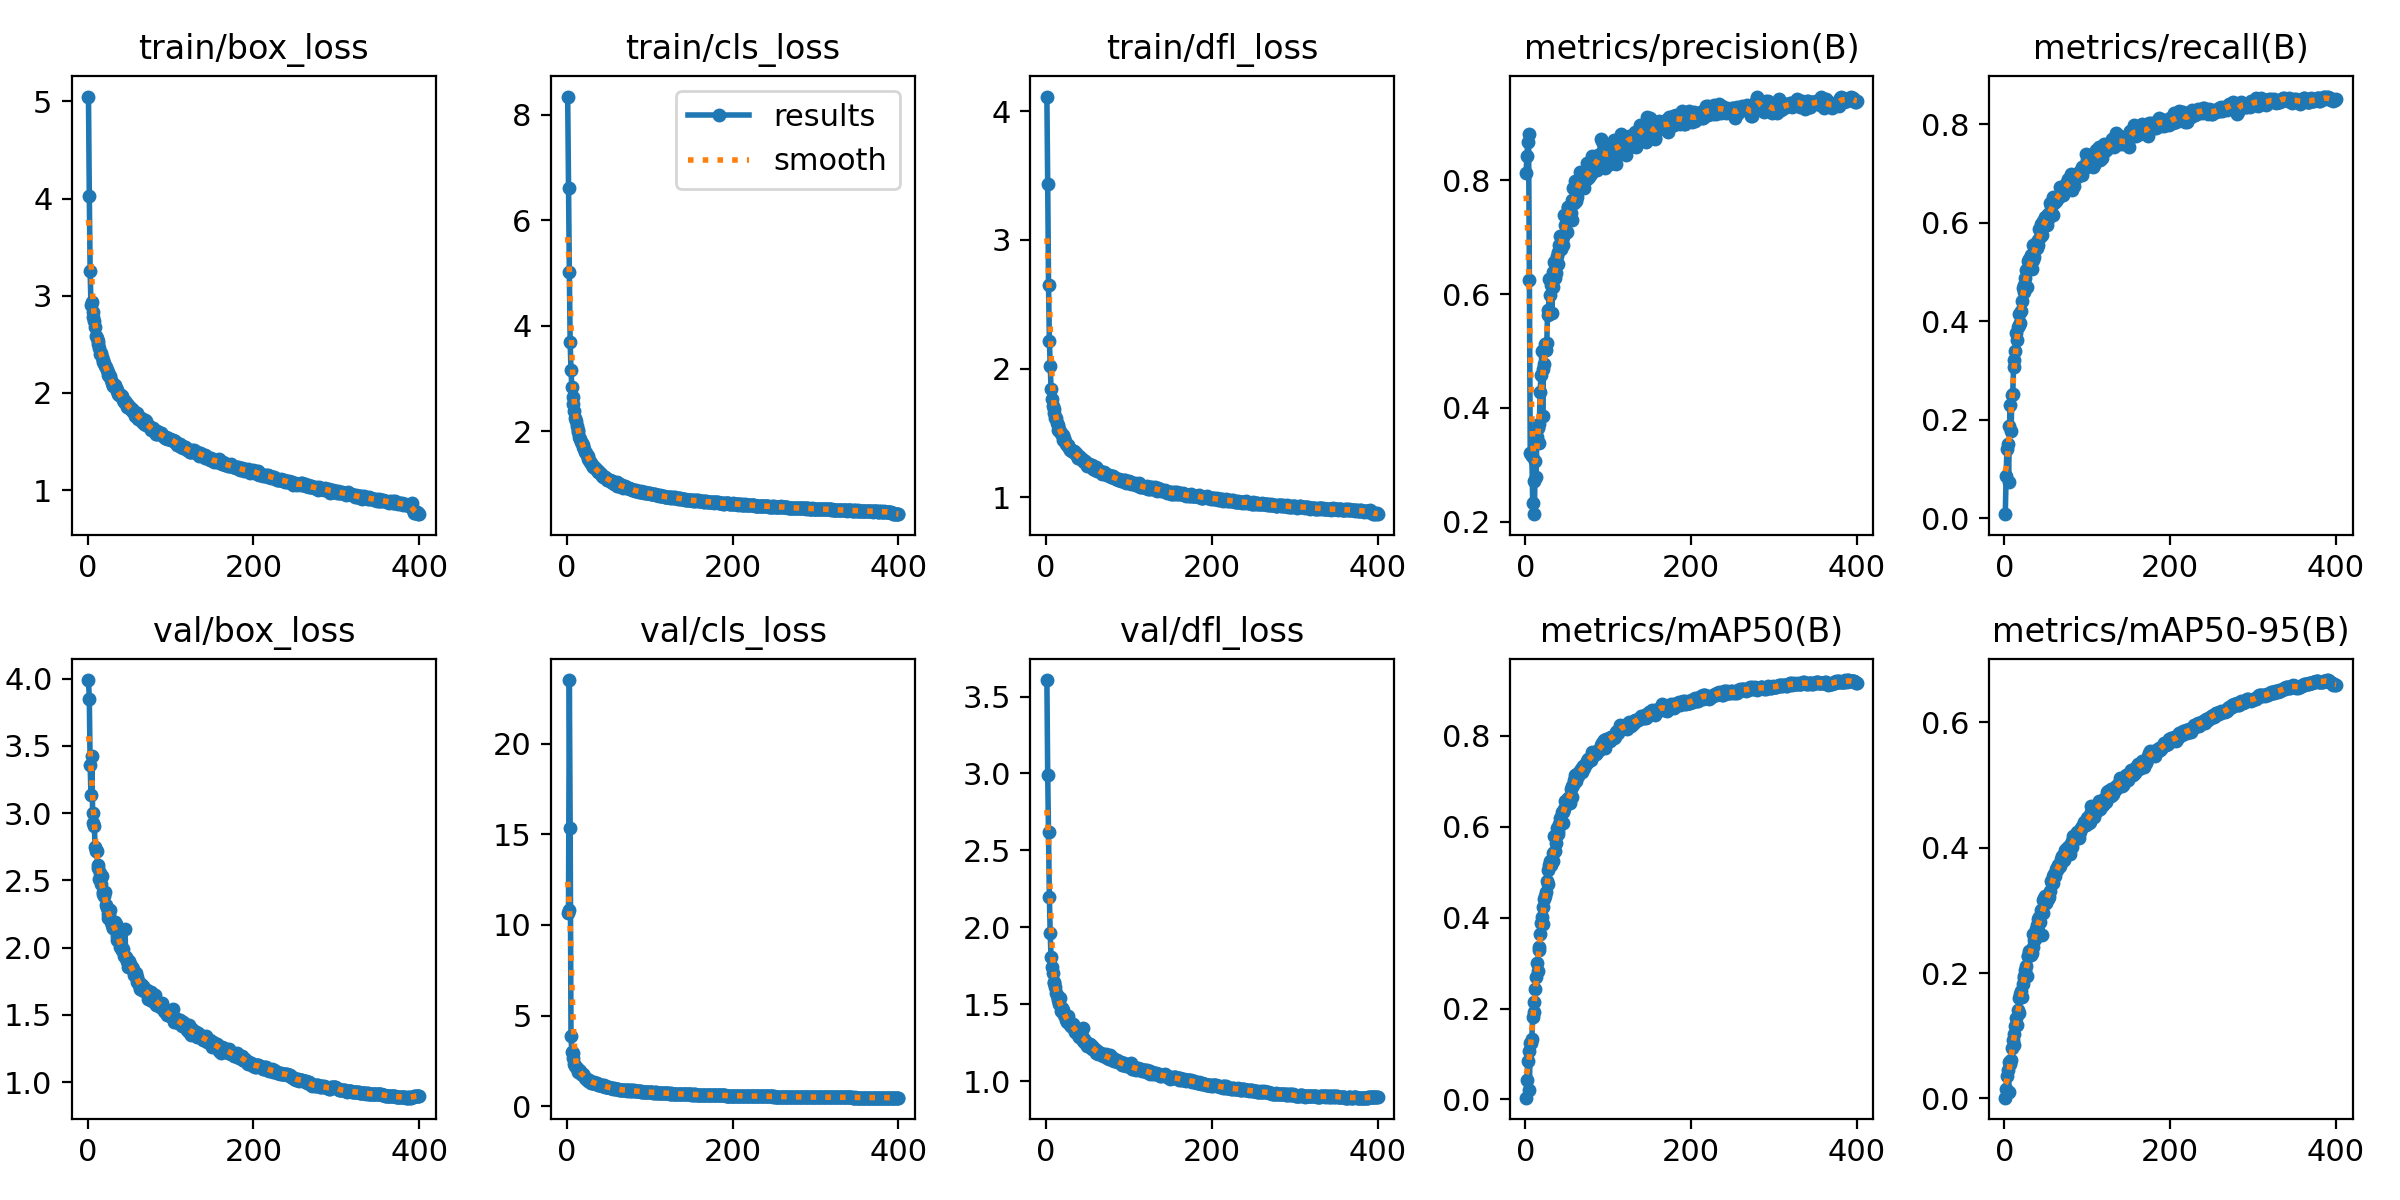 train/box_loss
5
4
3
2
1
0 200 400
train/cls_loss
results
smooth
8
6
4
2
0 200 400
train/dfl_loss
4
3
2
1
0 200 400
metrics/precision(B)
0.8
0.6
0.4
0.2
0 200 400
metrics/recall(B)
0.8
0.6
0.4
0.2
0.0
0 200 400
val/box_loss
4.0
3.5
3.0
2.5
2.0
1.5
1.0
0 200 400
val/cls_loss
20
15
10
5
0
0 200 400
val/dfl_loss
3.5
3.0
2.5
2.0
1.5
1.0
0 200 400
metrics/mAP50(B)
0.8
0.6
0.4
0.2
0.0
0 200 400
metrics/mAP50-95(B)
0.6
0.4
0.2
0.0
0 200 400